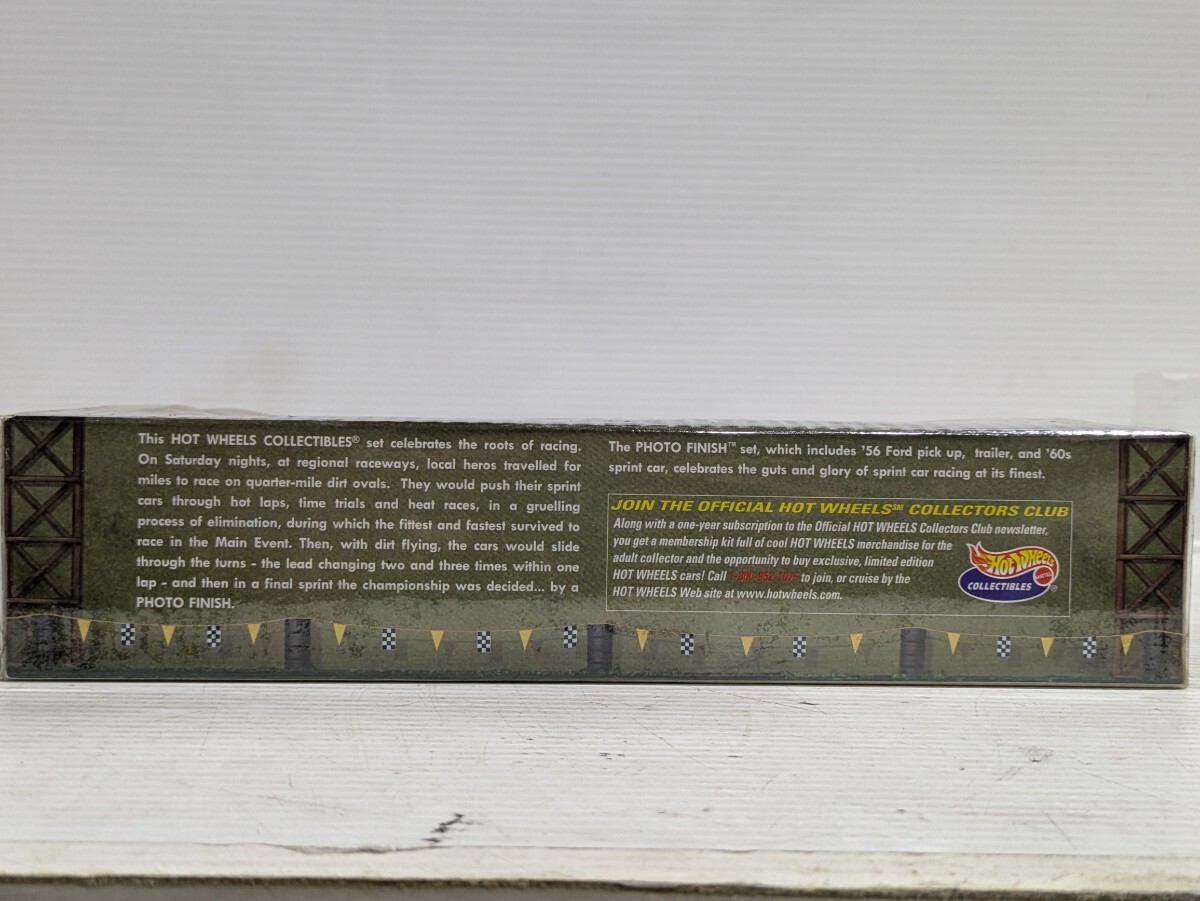 This HOT WHEELS COLLECTIBLES® set celebrates the roots of racing.
On Saturday nights, at regional raceways, local heros travelled for
miles to race on quarter-mile dirt ovals. They would push their sprint
cars through hot laps, time trials and heat races, in a gruelling
process of elimination, during which the fittest and fastest survived to
race in the Main Event. Then, with dirt flying, the cars would slide
through the turns - the lead changing two and three times within one
lap - and then in a final sprint the championship was decided... by a
PHOTO FINISH.
The PHOTO FINISH™ set, which includes '56 Ford pick up, trailer, and '60s
sprint car, celebrates the guts and glory of sprint car racing at its finest.
JOIN THE OFFICIAL HOT WHEELS℠ COLLECTORS CLUB
Along with a one-year subscription to the Official HOT WHEELS Collectors Club newsletter,
you get a membership kit full of cool HOT WHEELS merchandise for the
adult collector and the opportunity to buy exclusive, limited edition
HOT WHEELS cars! Call to join, or cruise by the
HOT WHEELS Web site at www.hotwheels.com.
Hot Wheels
MATTEL
COLLECTIBLES®